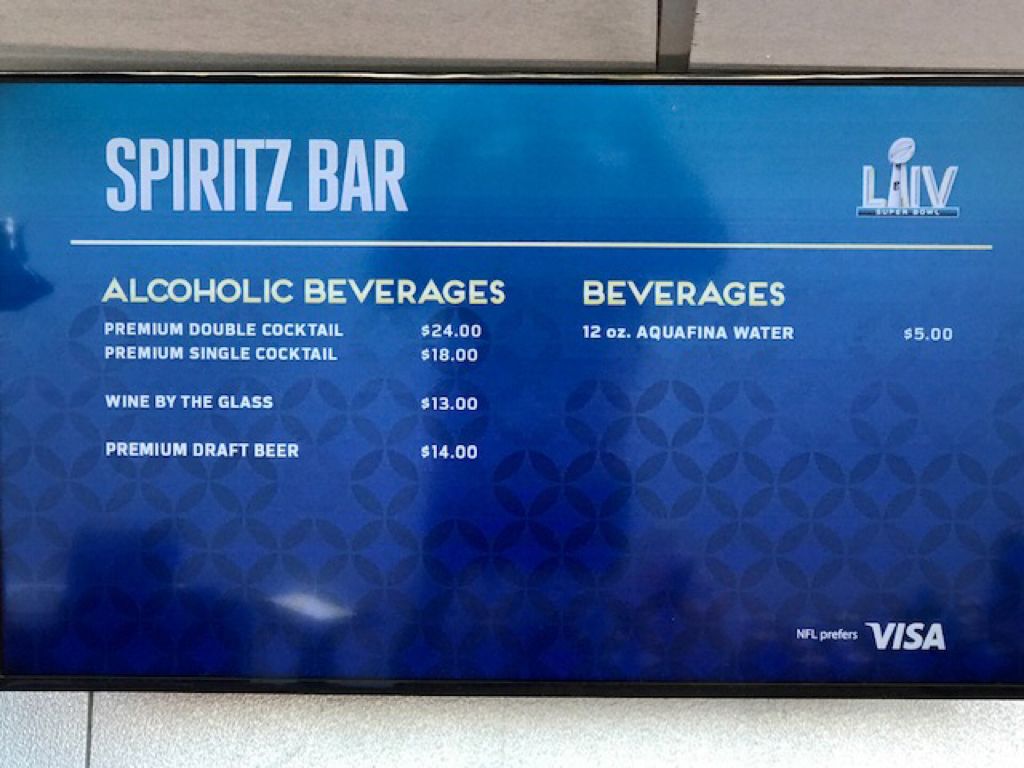 SPIRITZ BAR
LIV
SUPER BOWL
ALCOHOLIC BEVERAGES
PREMIUM DOUBLE COCKTAIL $24.00
PREMIUM SINGLE COCKTAIL $18.00
WINE BY THE GLASS $13.00
PREMIUM DRAFT BEER $14.00
BEVERAGES
12 oz. AQUAFINA WATER $5.00
NFL prefers VISA